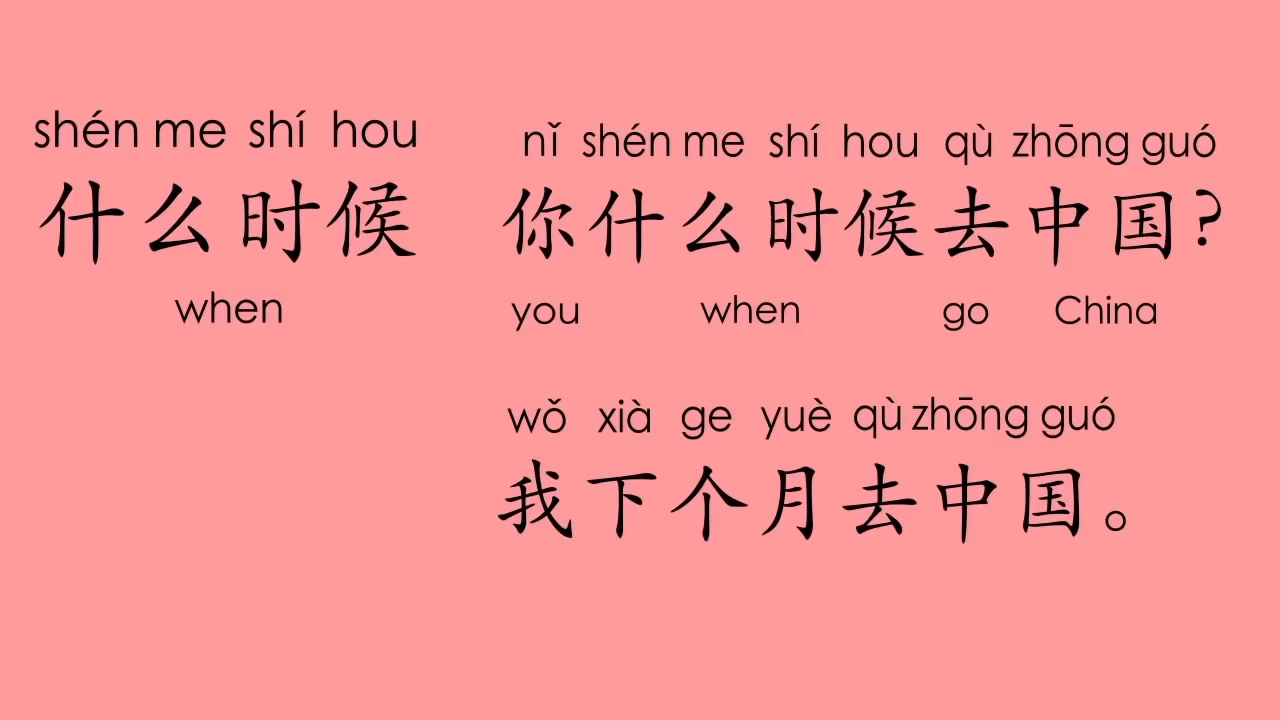 shén me shí hou
什么时候
when
nǐ shén me shí hou qù zhōng guó
你什么时候去中国?
you when go China
wǒ xià ge yuè qù zhōng guó
我下个月去中国。